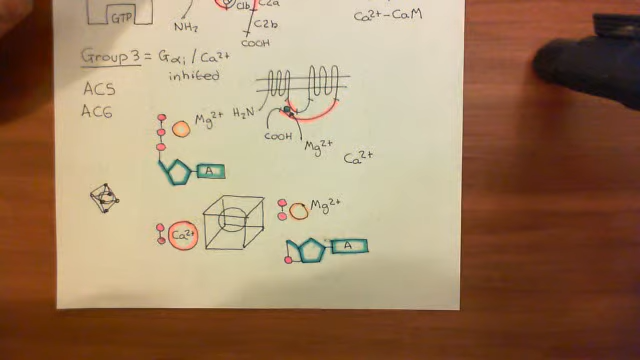 GTP
NH2
C1b
C2a
C2b
COOH
Ca2+-CaM
Group 3 = Gαi / Ca2+
inhibited
AC5
AC6
H2N
COOH
Mg2+
Ca2+
Mg2+
A
Ca2+
Mg2+
A